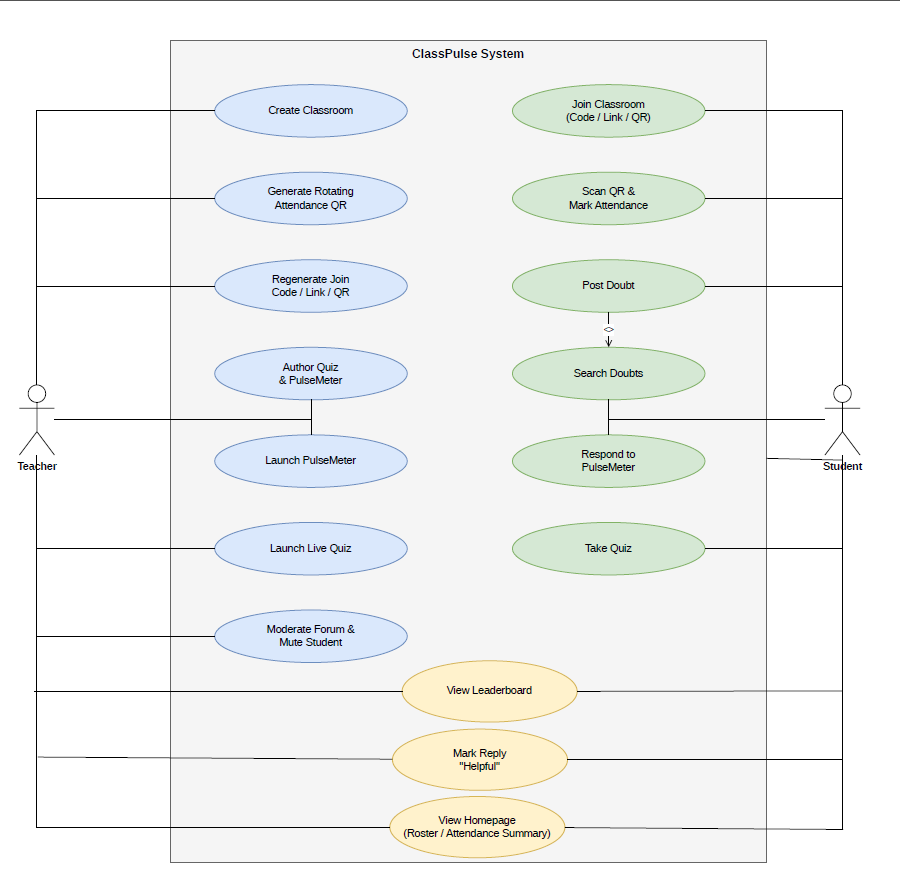 ClassPulse System
Create Classroom
Join Classroom
(Code / Link / QR)
Generate Rotating
Attendance QR
Scan QR &
Mark Attendance
Regenerate Join
Code / Link / QR
Post Doubt
Author Quiz
& PulseMeter
Search Doubts
Launch PulseMeter
Respond to
PulseMeter
Teacher
Student
Launch Live Quiz
Take Quiz
Moderate Forum &
Mute Student
View Leaderboard
Mark Reply
"Helpful"
View Homepage
(Roster / Attendance Summary)